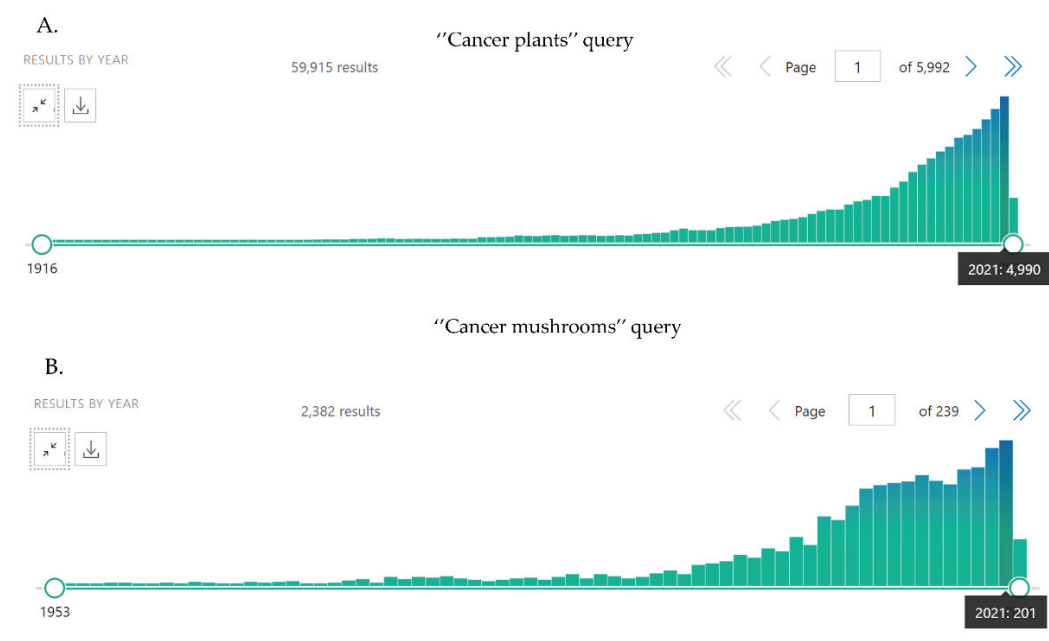 A.
‘‘Cancer plants’’ query
RESULTS BY YEAR
59,915 results
Page 1 of 5,992
1916
2021: 4,990
‘‘Cancer mushrooms’’ query
B.
RESULTS BY YEAR
2,382 results
Page 1 of 239
1953
2021: 201